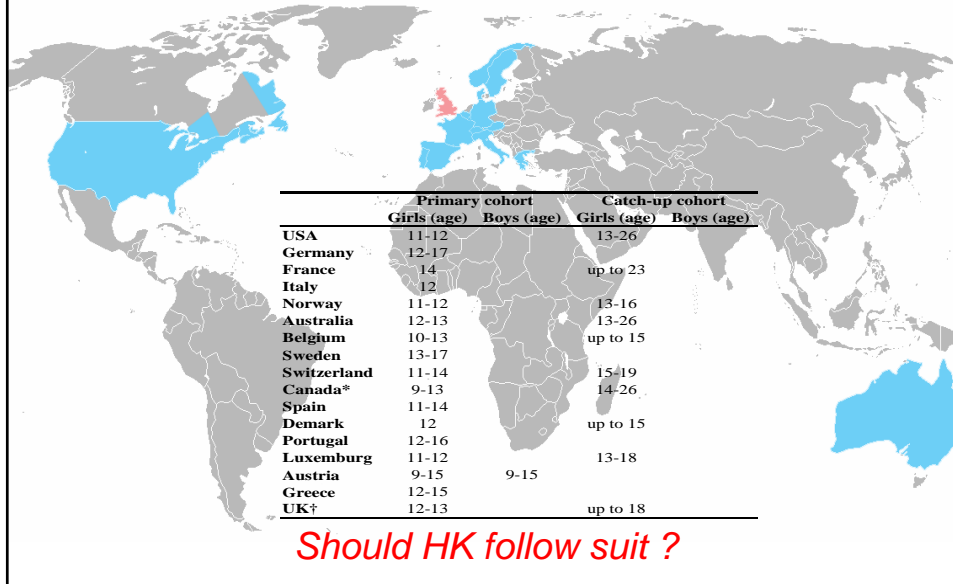 Primary cohort Catch-up cohort
Girls (age) Boys (age) Girls (age) Boys (age)
USA 11-12 13-26
Germany 12-17
France 14 up to 23
Italy 12
Norway 11-12 13-16
Australia 12-13 13-26
Belgium 10-13 up to 15
Sweden 13-17
Switzerland 11-14 15-19
Canada* 9-13 14-26
Spain 11-14
Demark 12 up to 15
Portugal 12-16
Luxemburg 11-12 13-18
Austria 9-15 9-15
Greece 12-15
UK† 12-13 up to 18
Should HK follow suit ?